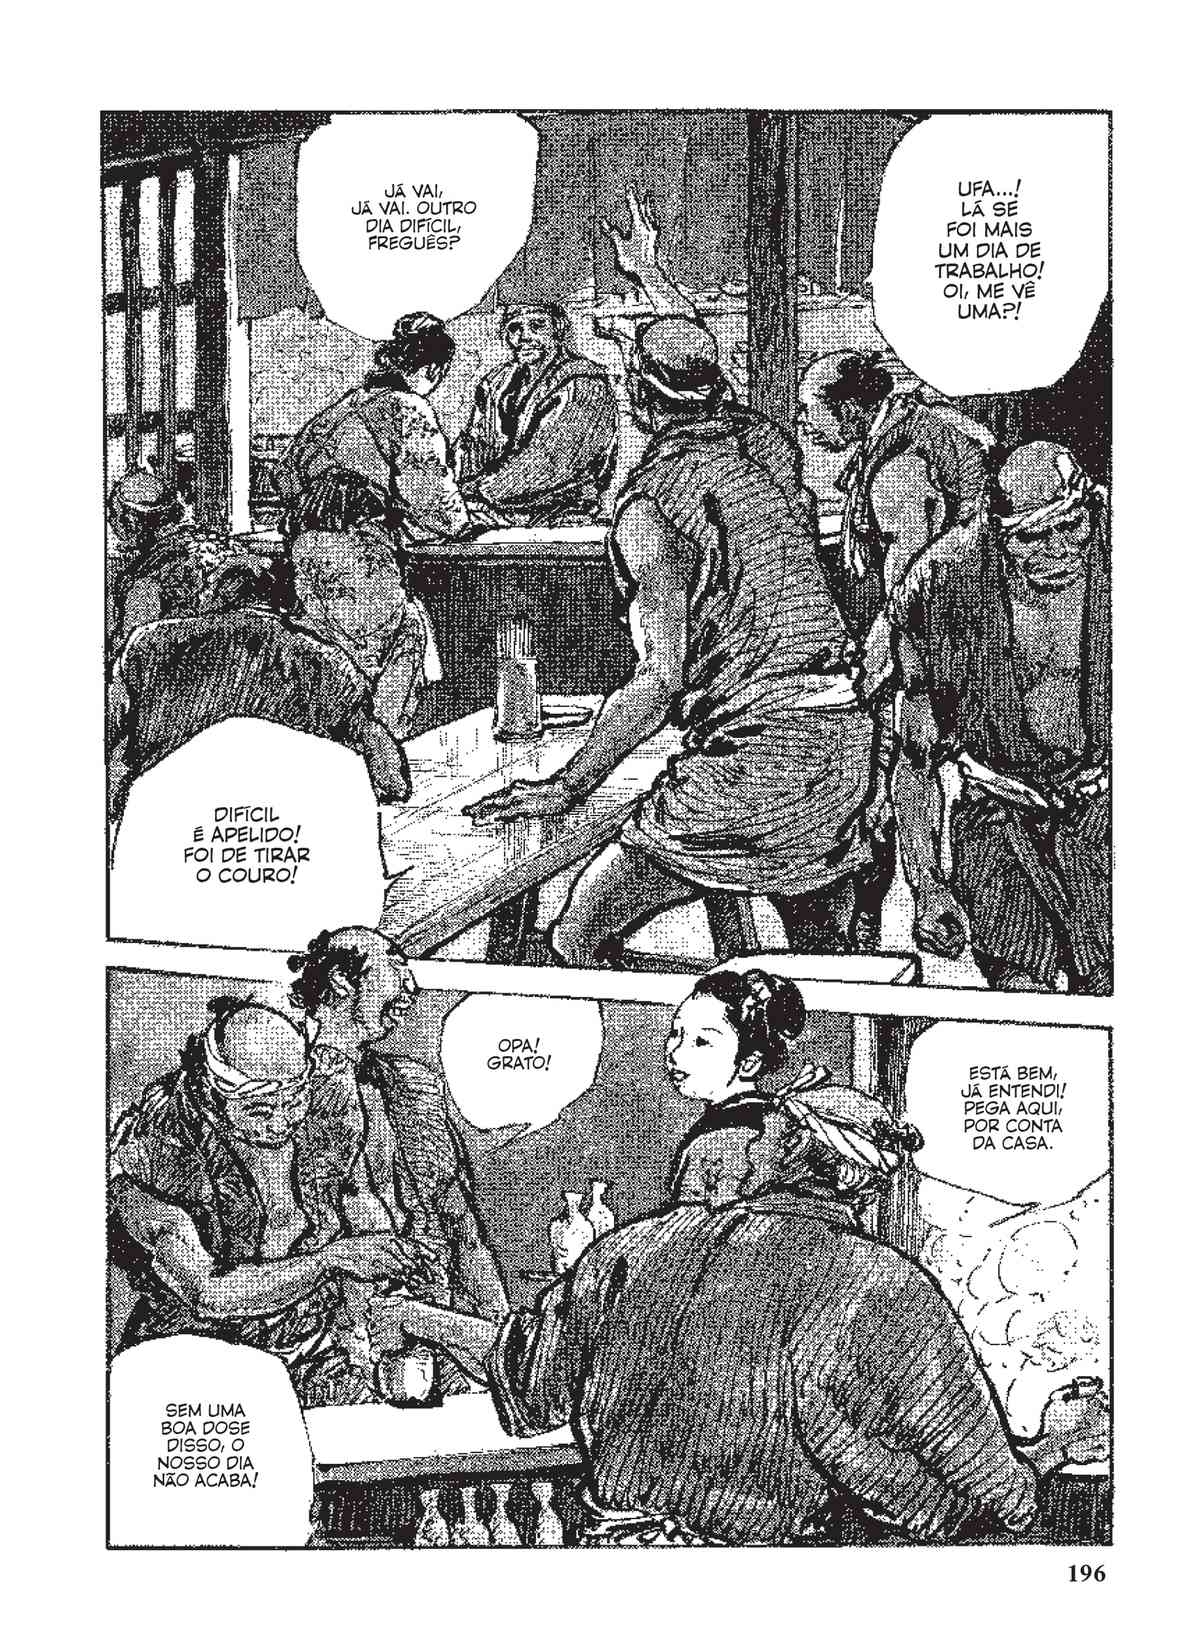 UFA...!
LÁ SE
FOI MAIS
UM DIA DE
TRABALHO!
OI, ME VÊ
UMA?!
JÁ VAI,
JÁ VAI. OUTRO
DIA DIFÍCIL,
FREGUÊS?
DIFÍCIL
É APELIDO!
FOI DE TIRAR
O COURO!
ESTÁ BEM,
JÁ ENTENDI!
PEGA AQUI,
POR CONTA
DA CASA.
OPA!
GRATO!
SEM UMA
BOA DOSE
DISSO, O
NOSSO DIA
NÃO ACABA!
196